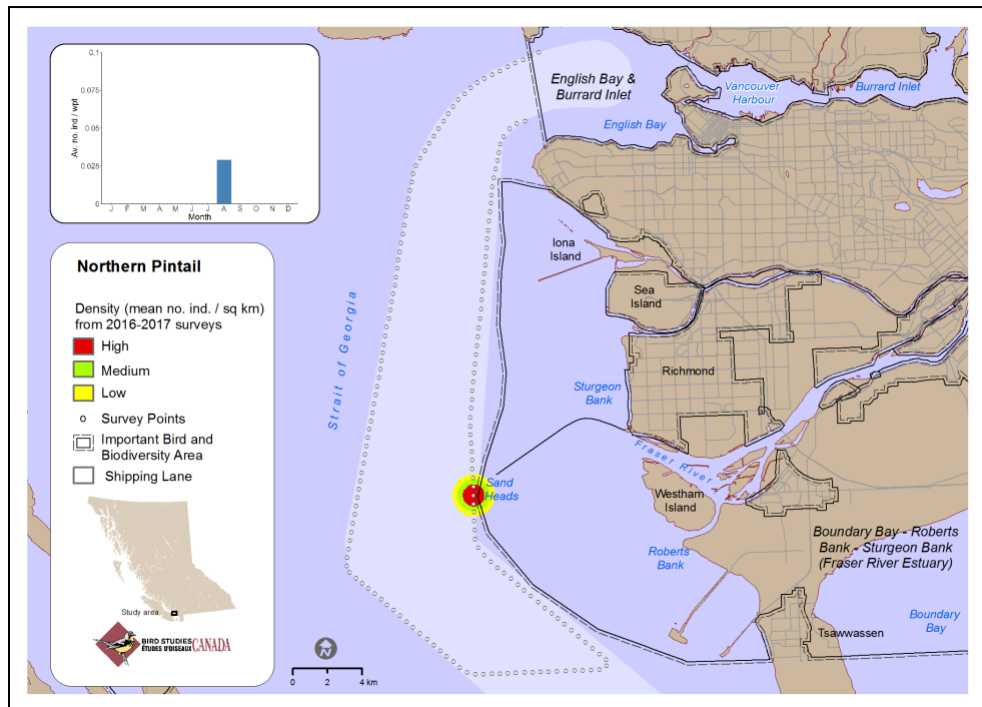 0.1
0.075
0.05
0.025
0
Av. no. ind / wpt
J F M A M J J A S O N D
Month
Northern Pintail
Density (mean no. ind. / sq km)
from 2016-2017 surveys
High
Medium
Low
Survey Points
Important Bird and
Biodiversity Area
Shipping Lane
Study area
BIRD STUDIES
ÉTUDES D'OISEAUX
CANADA
N
0 2 4 km
Strait of Georgia
English Bay &
Burrard Inlet
English Bay
Vancouver
Harbour
Burrard Inlet
Iona
Island
Sea
Island
Richmond
Sturgeon
Bank
Fraser River
Sand
Heads
Westham
Island
Roberts
Bank
Boundary Bay - Roberts
Bank - Sturgeon Bank
(Fraser River Estuary)
Boundary
Bay
Tsawwassen